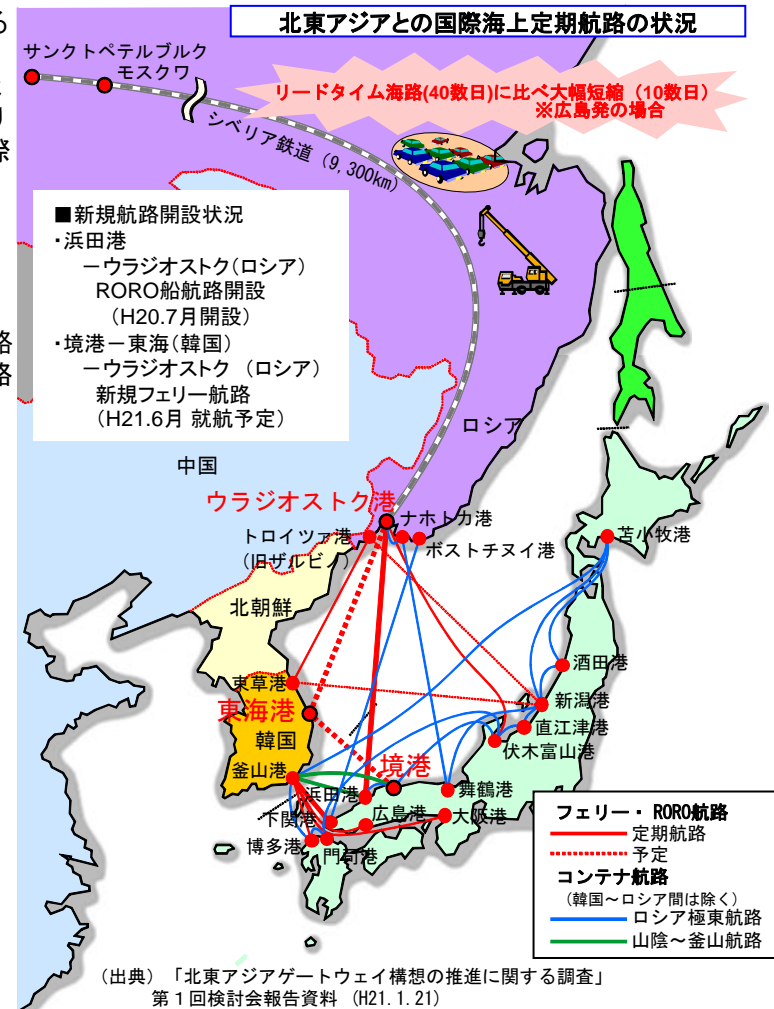 北東アジアとの国際海上定期航路の状況
る
り
際
路
路
サンクトペテルブルク
モスクワ
リードタイム海路(40数日)に比べ大幅短縮（10数日）
※広島発の場合
シベリア鉄道（9,300km）
■新規航路開設状況
・浜田港
－ウラジオストク(ロシア)
RORO船航路開設
（H20.7月開設）
・境港－東海(韓国)
－ウラジオストク （ロシア）
新規フェリー航路
（H21.6月 就航予定）
ロシア
中国
ウラジオストク港
ナホトカ港
トロイツァ港
(旧ザルビノ)
ボストチヌイ港
苫小牧港
北朝鮮
酒田港
束草港
新潟港
東海港
直江津港
韓国
伏木富山港
釜山港
境港
浜田港
舞鶴港
下関港
広島港
大阪港
博多港
門司港
フェリー・ RORO航路
定期航路
予定
コンテナ航路
（韓国～ロシア間は除く）
ロシア極東航路
山陰～釜山航路
（出典）「北東アジアゲートウェイ構想の推進に関する調査」
第１回検討会報告資料 （H21.1.21）